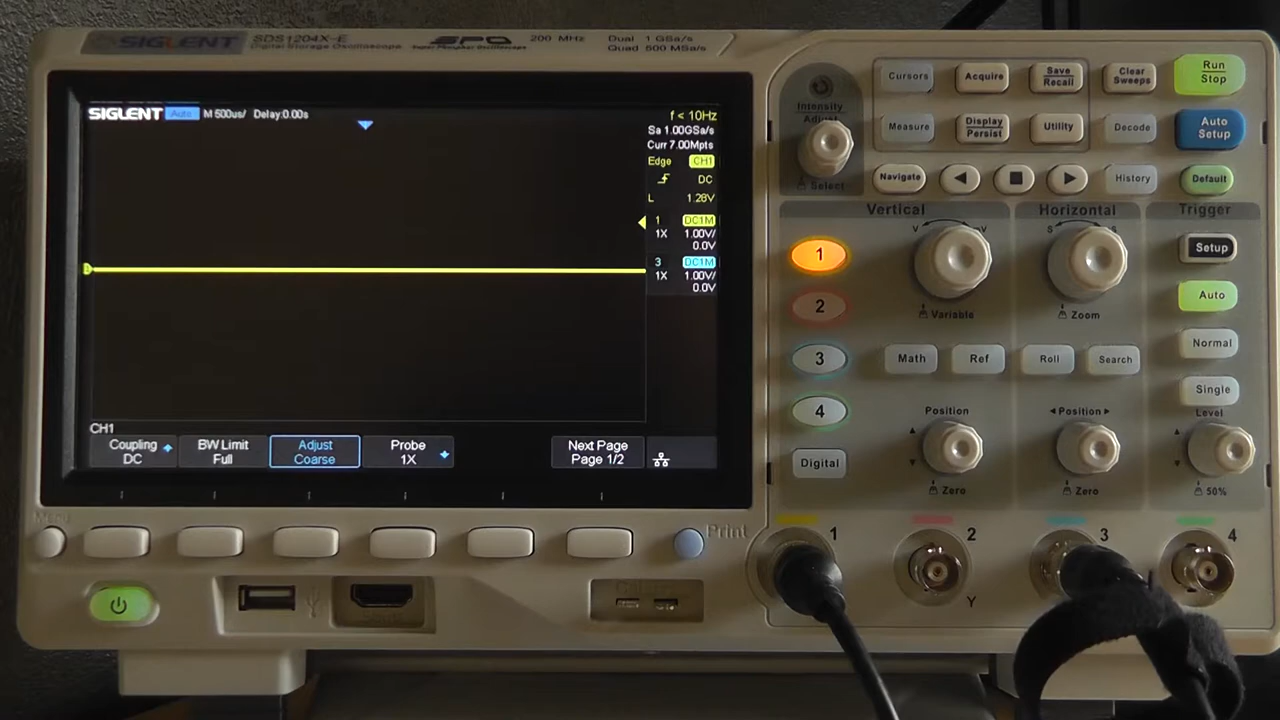 SIGLENT SDS1204X-E SPO 200 MHz Dual 1 GSa/s
Digital Storage Oscilloscope Super Phosphor Oscilloscope Quad 500 MSa/s
SIGLENT Auto M 500us/ Delay:0.00s f < 10Hz
Sa 1.00GSa/s
Curr 7.00Mpts
Edge CH1
DC
L 1.28V
1 DC1M
1X 1.00V/
0.0V
3 DC1M
1X 1.00V/
0.0V
CH1
Coupling DC
BW Limit Full
Adjust Coarse
Probe 1X
Next Page Page 1/2
Menu
Print
Intensity
Adjust
Select
Cursors Acquire Save Recall Clear Sweeps Run Stop
Measure Display Persist Utility Decode Auto Setup
Navigate History Default
Vertical Horizontal Trigger
V V S S Setup
1
Variable Zoom Auto
2
3 Math Ref Roll Search Normal
Single
4 Position Position Level
Digital
Zero Zero 50%
1 2 3 4
Y